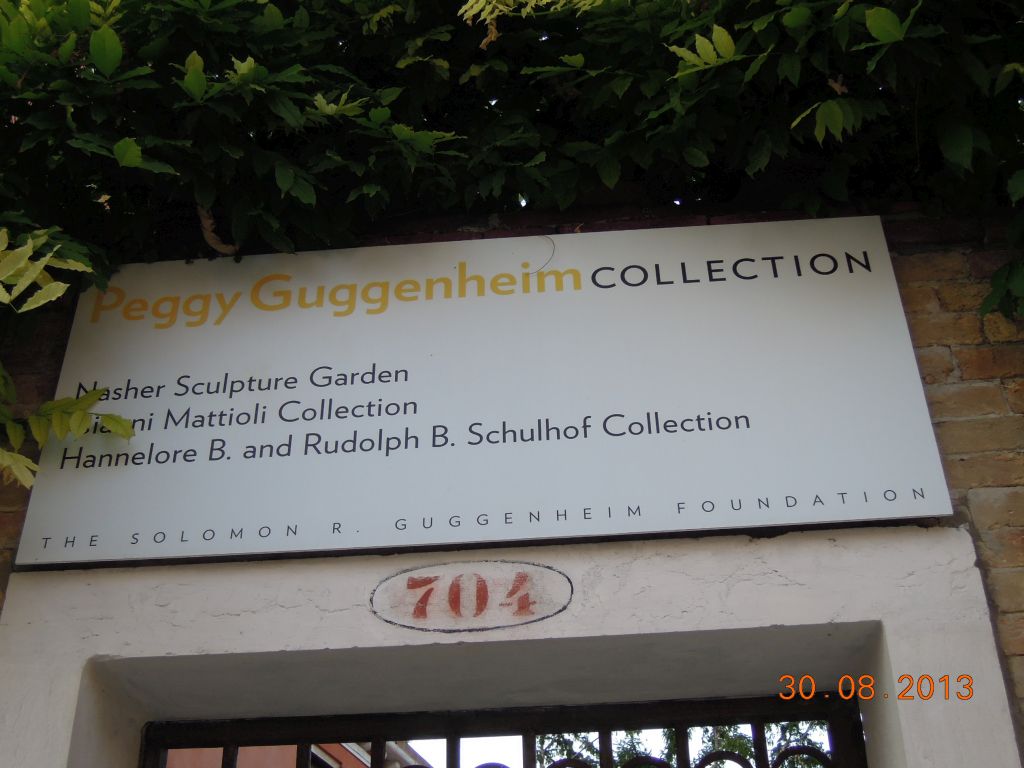 Peggy Guggenheim COLLECTION
Nasher Sculpture Garden
Gianni Mattioli Collection
Hannelore B. and Rudolph B. Schulhof Collection
THE SOLOMON R. GUGGENHEIM FOUNDATION
704
30.08.2013